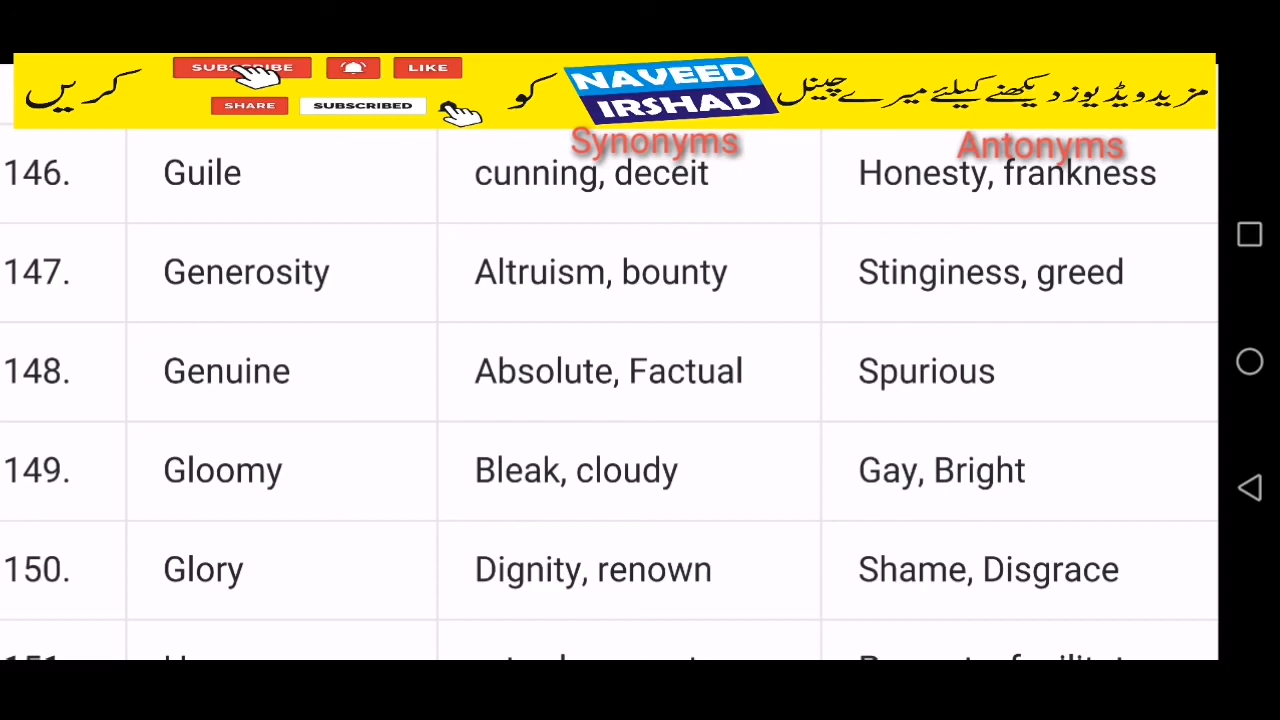 SUBSCRIBE LIKE
SHARE SUBSCRIBED
مزید ویڈیوز دیکھنے کیلئے میرے چینل NAVEED IRSHAD کو کریں
Synonyms Antonyms
146. Guile cunning, deceit Honesty, frankness
147. Generosity Altruism, bounty Stinginess, greed
148. Genuine Absolute, Factual Spurious
149. Gloomy Bleak, cloudy Gay, Bright
150. Glory Dignity, renown Shame, Disgrace